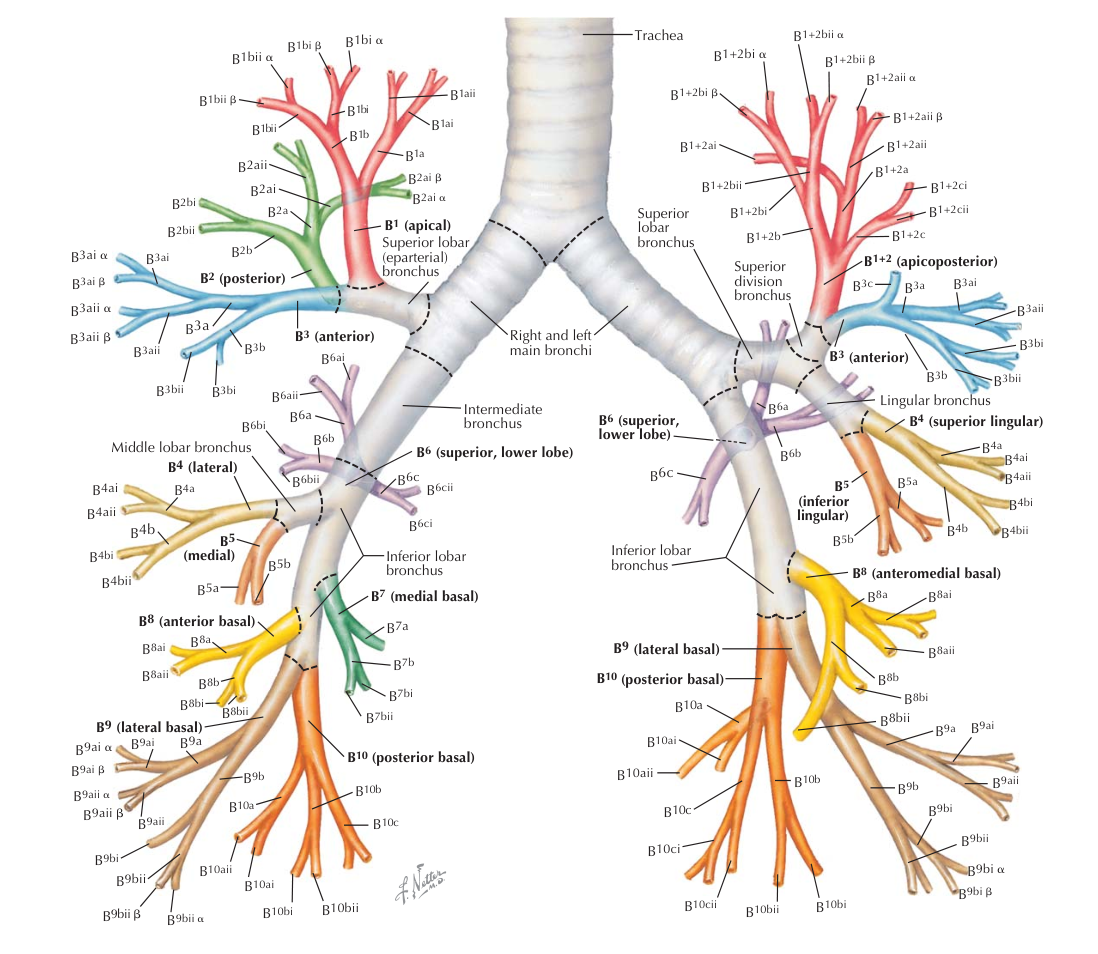 Trachea
B1bi β
B1bi α
B1bii α
B1bii β
B1bii
B1bi
B1b
B1aii
B1ai
B1a
B2aii
B2ai
B2ai β
B2ai α
B2bi
B2bii
B2a
B2b
B1 (apical)
Superior lobar
(eparterial)
bronchus
B2 (posterior)
B3ai α
B3ai
B3ai β
B3aii α
B3aii β
B3aii
B3a
B3b
B3bii
B3bi
B3 (anterior)
Right and left
main bronchi
B6ai
B6aii
B6a
B6bi
B6b
B6bii
Intermediate
bronchus
Middle lobar bronchus
B6 (superior, lower lobe)
B6c
B6cii
B6ci
B4 (lateral)
B4ai
B4a
B4aii
B4b
B4bi
B4bii
B5
(medial)
B5b
B5a
Inferior lobar
bronchus
B7 (medial basal)
B7a
B7b
B7bi
B7bii
B8 (anterior basal)
B8ai
B8a
B8aii
B8b
B8bi
B8bii
B9 (lateral basal)
B9ai α
B9ai
B9a
B9ai β
B9aii α
B9aii β
B9aii
B9b
B9bi
B9bii
B9bii β
B9bii α
B10 (posterior basal)
B10a
B10b
B10c
B10aii
B10ai
B10bi
B10bii
F. Netter
M.D.
B1+2bii α
B1+2bi α
B1+2bii β
B1+2aii α
B1+2bi β
B1+2aii β
B1+2ai
B1+2aii
B1+2a
B1+2bii
B1+2ci
B1+2bi
B1+2cii
B1+2b
B1+2c
Superior
lobar
bronchus
Superior
division
bronchus
B1+2 (apicoposterior)
B3c
B3a
B3ai
B3aii
B3bi
B3bii
B3b
B3 (anterior)
Lingular bronchus
B6 (superior,
lower lobe)
B6a
B6b
B6c
B4 (superior lingular)
B4a
B4ai
B4aii
B4bi
B4b
B4bii
B5
(inferior
lingular)
B5a
B5b
Inferior lobar
bronchus
B8 (anteromedial basal)
B8a
B8ai
B8aii
B8b
B8bi
B8bii
B9 (lateral basal)
B10 (posterior basal)
B10a
B10ai
B10aii
B10b
B10c
B10ci
B10cii
B10bii
B10bi
B9a
B9ai
B9aii
B9b
B9bi
B9bii
B9bi α
B9bi β